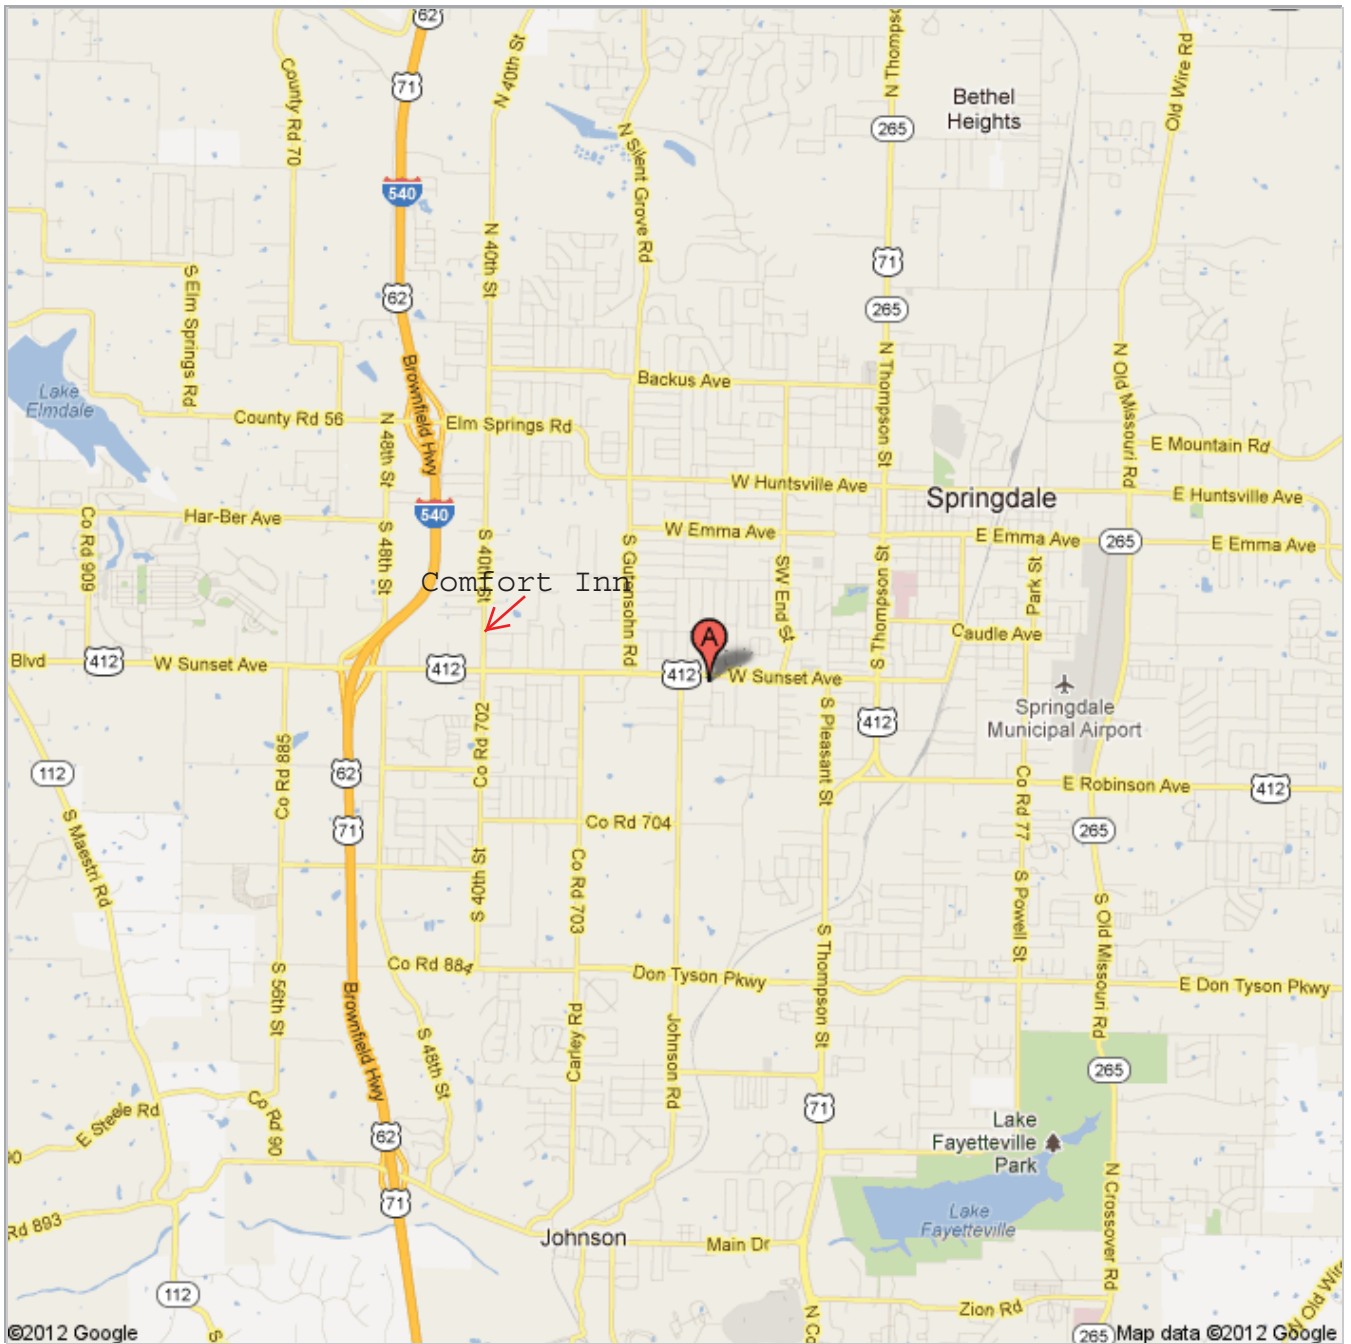 62
71
N 40th St
N Thompso
Old Wire Rd
Bethel
Heights
265
County Rd 70
N Silent Grove Rd
540
N 40th St
71
62
265
S Elm Springs Rd
Lake
Elmdale
Brownfield Hwy
Backus Ave
N Thompson St
N Old Missouri Rd
County Rd 56
N 48th St
Elm Springs Rd
E Mountain Rd
W Huntsville Ave
Springdale
E Huntsville Ave
Har-Ber Ave
540
Co Rd 909
S 48th St
S 40th St
S Gutensohn Rd
W Emma Ave
E Emma Ave
265
E Emma Ave
SW End St
S Thompson St
Park St
Comfort Inn
A
Caudle Ave
Blvd
412
W Sunset Ave
412
412
W Sunset Ave
Springdale
Municipal Airport
S Pleasant St
412
Co Rd 702
Co Rd 885
112
62
71
E Robinson Ave
412
Co Rd 77
265
Co Rd 704
S Maestri Rd
S 40th St
Co Rd 703
S Powell St
S Old Missouri Rd
S Thompson St
Co Rd 884
Don Tyson Pkwy
E Don Tyson Pkwy
S 56th St
Brownfield Hwy
S 48th St
Carley Rd
Johnson Rd
265
71
E Steele Rd
Co Rd 90
62
Lake
Fayetteville
Park
90
71
N Crossover Rd
Rd 893
Lake
Fayetteville
Johnson
Main Dr
112
Zion Rd
N Co
N Old Wire
S
265
©2012 Google
Map data ©2012 Google